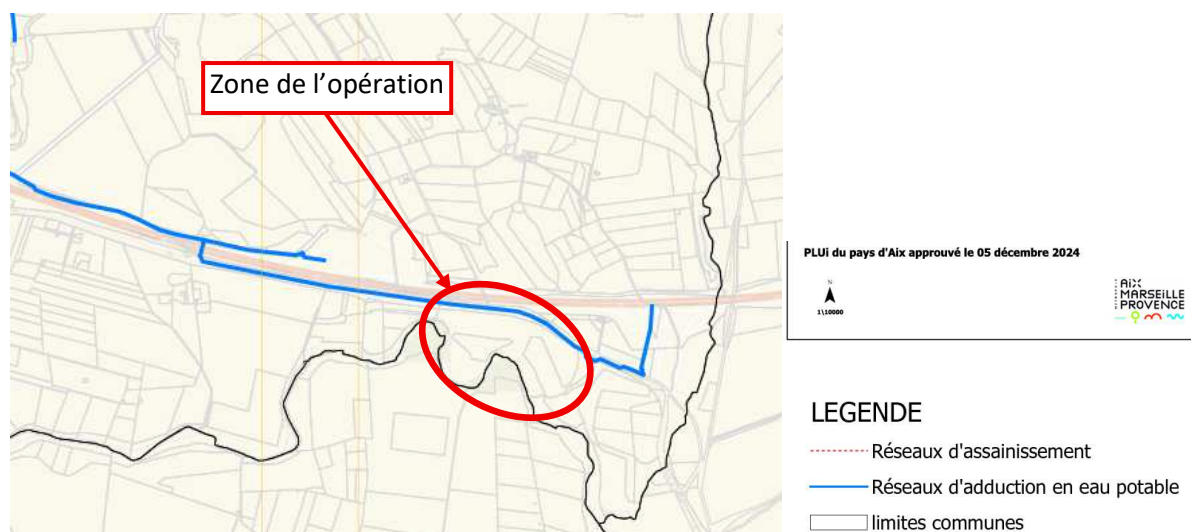 Zone de l'opération
PLUi du pays d'Aix approuvé le 05 décembre 2024
N
1\10000
AIX
MARSEILLE
PROVENCE
LEGENDE
Réseaux d'assainissement
Réseaux d'adduction en eau potable
limites communes